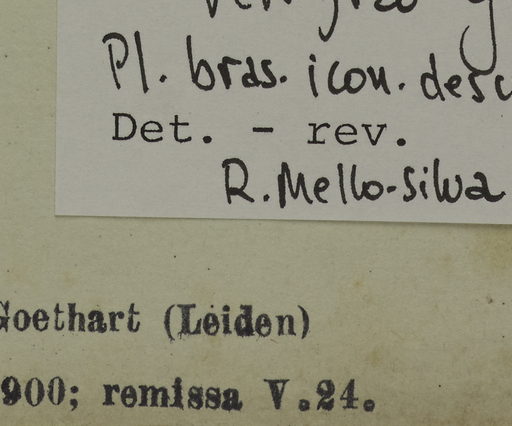 Pl. bras. icon. desc
Det. - rev.
R. Mello-Silva
Goethart (Leiden)
900; remissa V.24.